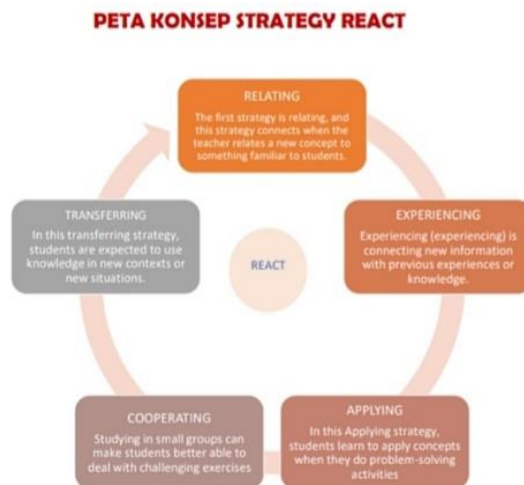 PETA KONSEP STRATEGY REACT
RELATING
The first strategy is relating, and
this strategy connects when the
teacher relates a new concept to
something familiar to students.
EXPERIENCING
Experiencing (experiencing) is
connecting new information
with previous experiences or
knowledge.
APPLYING
In this Applying strategy,
students learn to apply concepts
when they do problem-solving
activities
COOPERATING
Studying in small groups can
make students better able to
deal with challenging exercises
TRANSFERRING
In this transferring strategy,
students are expected to use
knowledge in new contexts or
new situations.
REACT